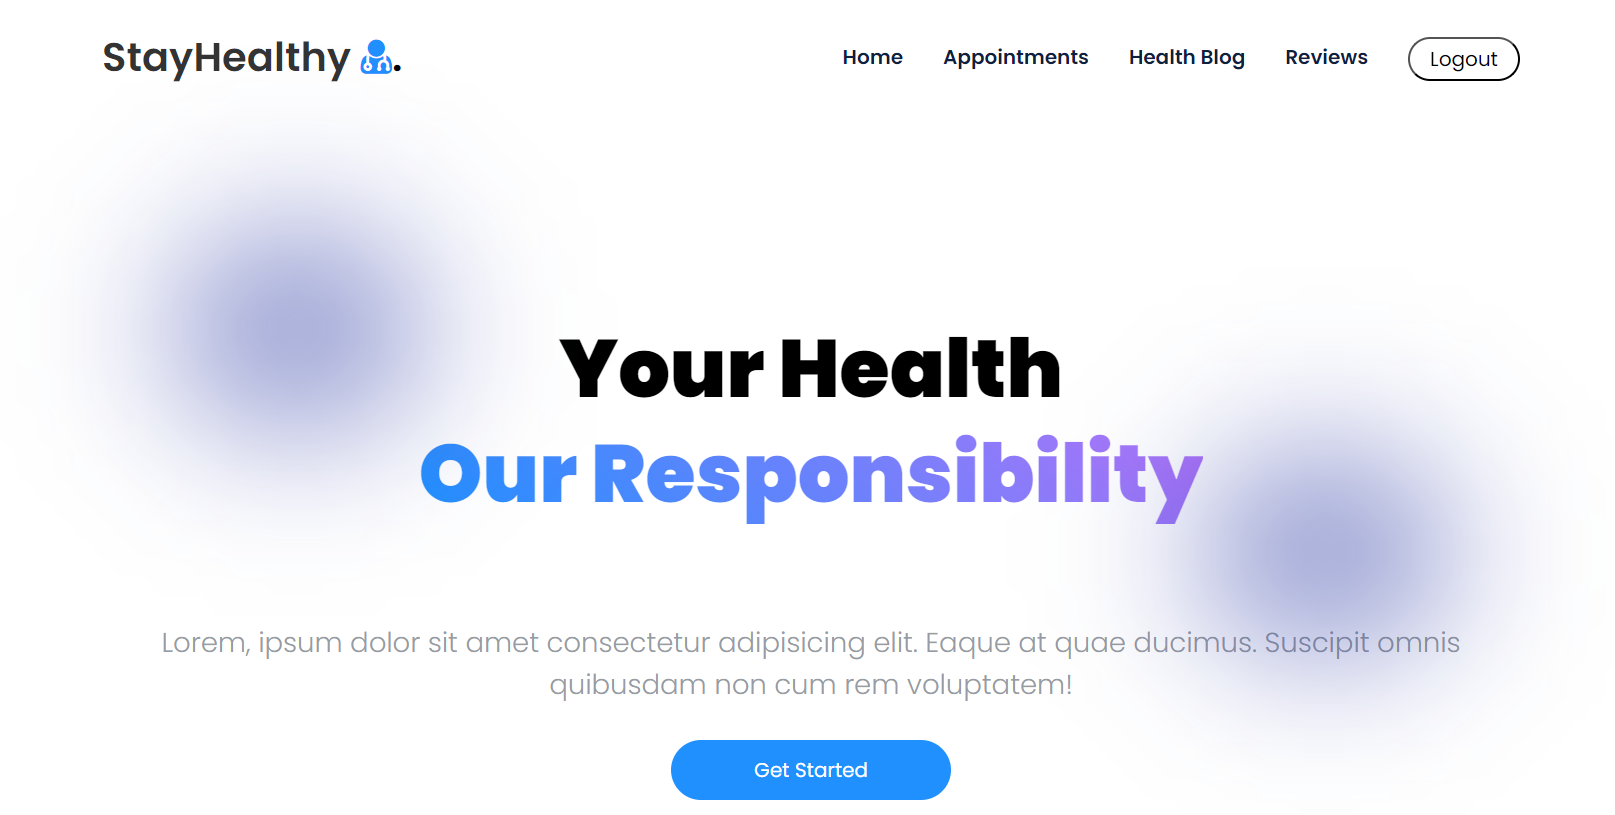 StayHealthy .
Home Appointments Health Blog Reviews Logout
Your Health
Our Responsibility
Lorem, ipsum dolor sit amet consectetur adipisicing elit. Eaque at quae ducimus. Suscipit omnis
quibusdam non cum rem voluptatem!
Get Started